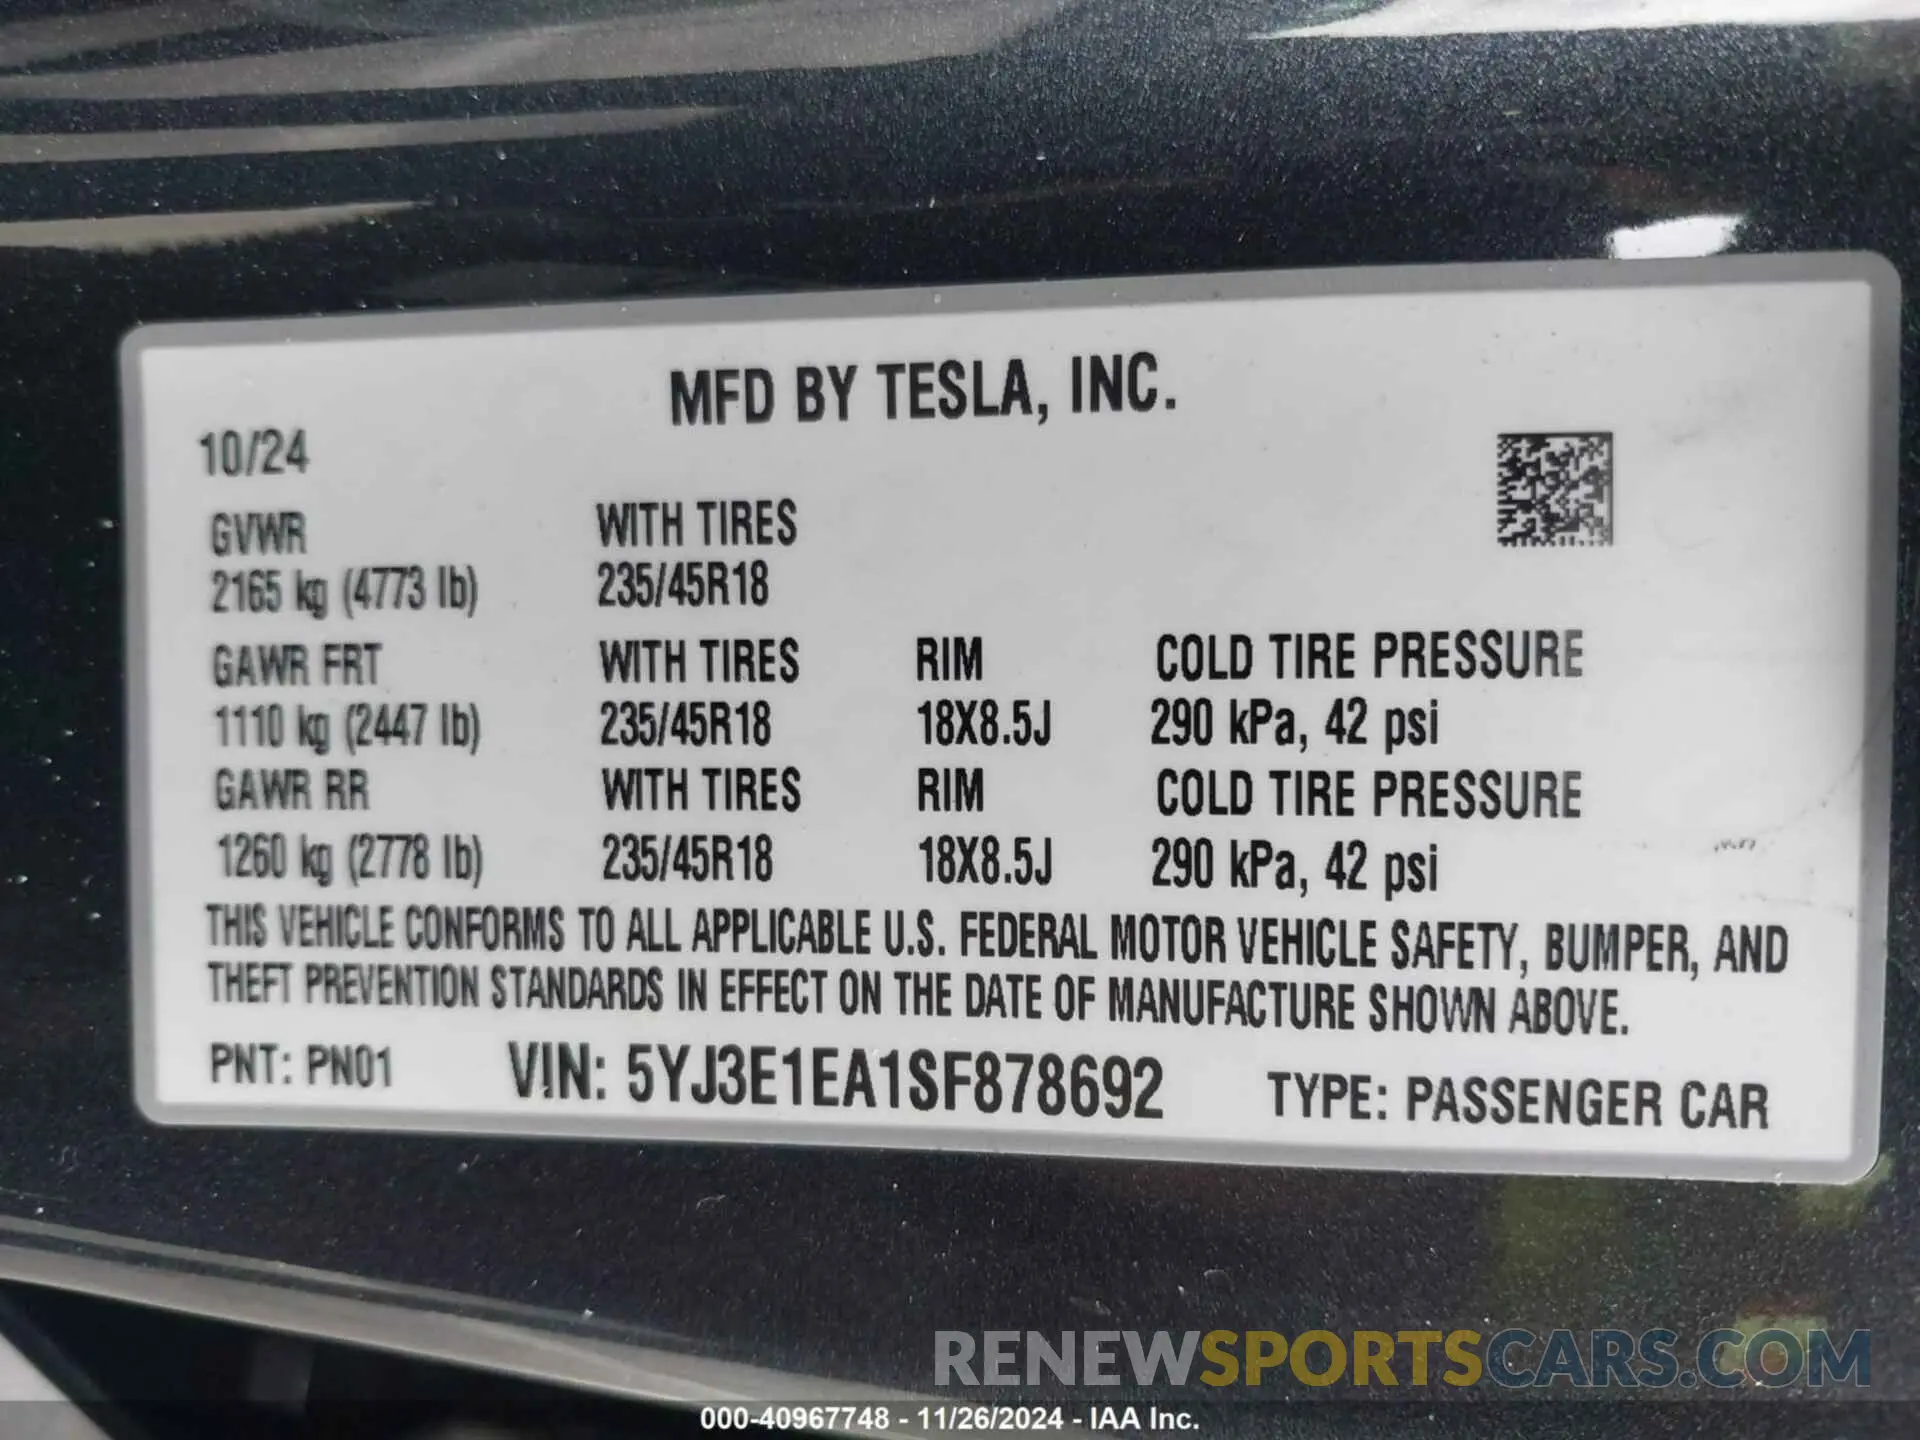 MFD BY TESLA, INC.
10/24
GVWR WITH TIRES
2165 kg (4773 lb) 235/45R18
GAWR FRT WITH TIRES RIM COLD TIRE PRESSURE
1110 kg (2447 lb) 235/45R18 18X8.5J 290 kPa, 42 psi
GAWR RR WITH TIRES RIM COLD TIRE PRESSURE
1260 kg (2778 lb) 235/45R18 18X8.5J 290 kPa, 42 psi
THIS VEHICLE CONFORMS TO ALL APPLICABLE U.S. FEDERAL MOTOR VEHICLE SAFETY, BUMPER, AND
THEFT PREVENTION STANDARDS IN EFFECT ON THE DATE OF MANUFACTURE SHOWN ABOVE.
PNT: PN01 VIN: 5YJ3E1EA1SF878692 TYPE: PASSENGER CAR
RENEWSPORTSCARS.COM
000-40967748 - 11/26/2024 - IAA Inc.